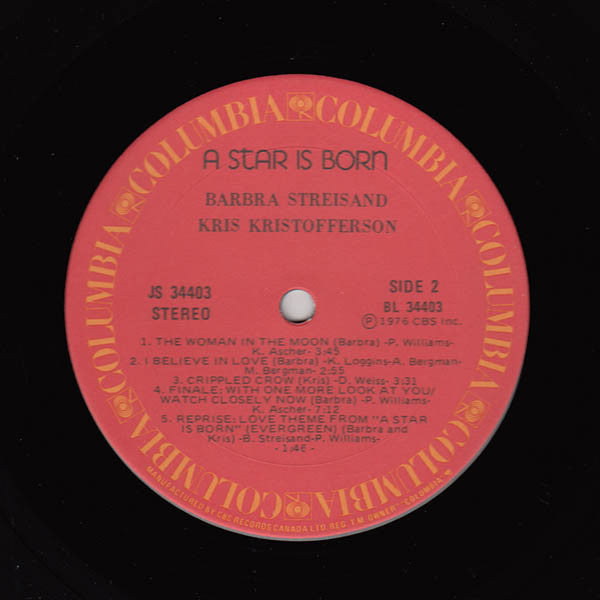 COLUMBIA COLUMBIA COLUMBIA COLUMBIA COLUMBIA COLUMBIA
A STAR IS BORN
BARBRA STREISAND
KRIS KRISTOFFERSON
JS 34403
STEREO
SIDE 2
BL 34403
Ⓟ 1976 CBS Inc.
1. THE WOMAN IN THE MOON (Barbra) -P. Williams-
K. Ascher- 3:45
2. I BELIEVE IN LOVE (Barbra) -K. Loggins-A. Bergman-
M. Bergman- 2:55
3. CRIPPLED CROW (Kris) -D. Weiss- 3:31
4. FINALE: WITH ONE MORE LOOK AT YOU/
WATCH CLOSELY NOW (Barbra) -P. Williams-
K. Ascher- 7:12
5. REPRISE: LOVE THEME FROM "A STAR
IS BORN" (EVERGREEN) (Barbra and
Kris) -B. Streisand-P. Williams-
- 1:46 -
MANUFACTURED BY CBS RECORDS CANADA LTD. REG. T.M. OWNER "COLUMBIA"